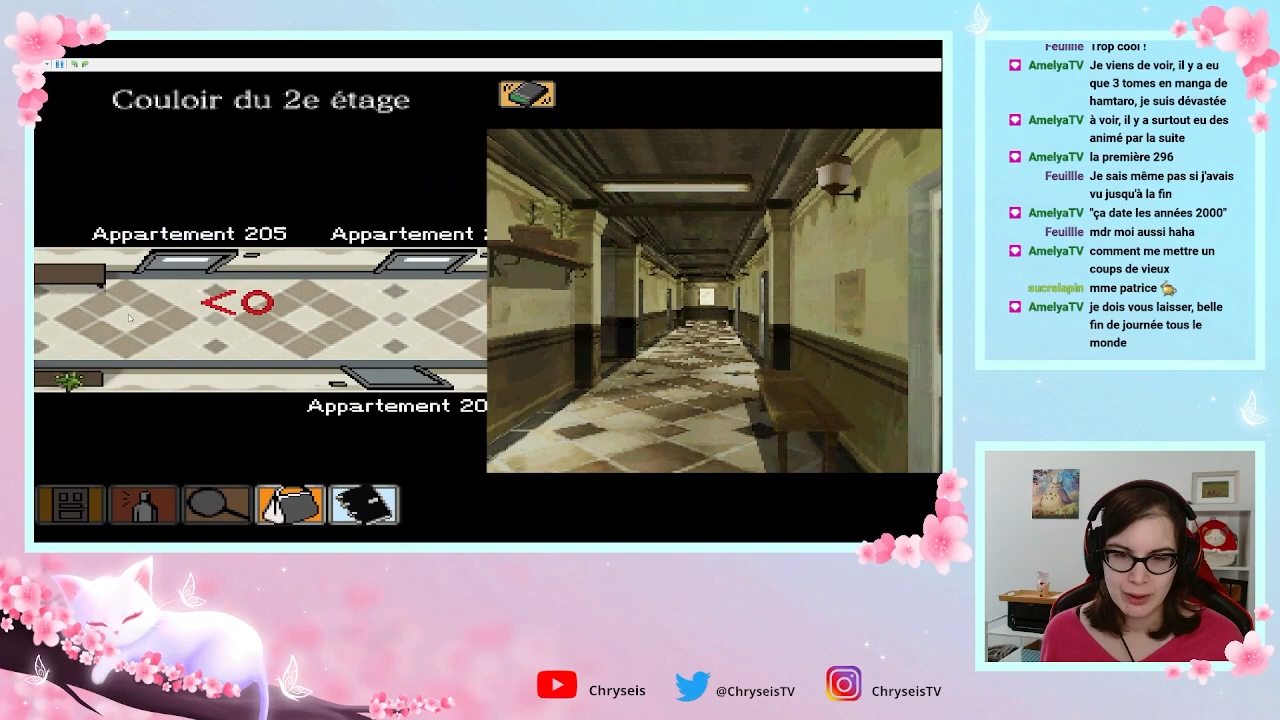 Couloir du 2e étage
Appartement 205
Appartement
Appartement 20
Feuillle Trop cool !
AmelyaTV Je viens de voir, il y a eu
que 3 tomes en manga de
hamtaro, je suis dévastée
AmelyaTV à voir, il y a surtout eu des
animé par la suite
AmelyaTV la première 296
Feuillle Je sais même pas si j'avais
vu jusqu'à la fin
AmelyaTV "ça date les années 2000"
Feuillle mdr moi aussi haha
AmelyaTV comment me mettre un
coups de vieux
sucrelapin mme patrice
AmelyaTV je dois vous laisser, belle
fin de journée tous le
monde
Chryseis
@ChryseisTV
ChryseisTV